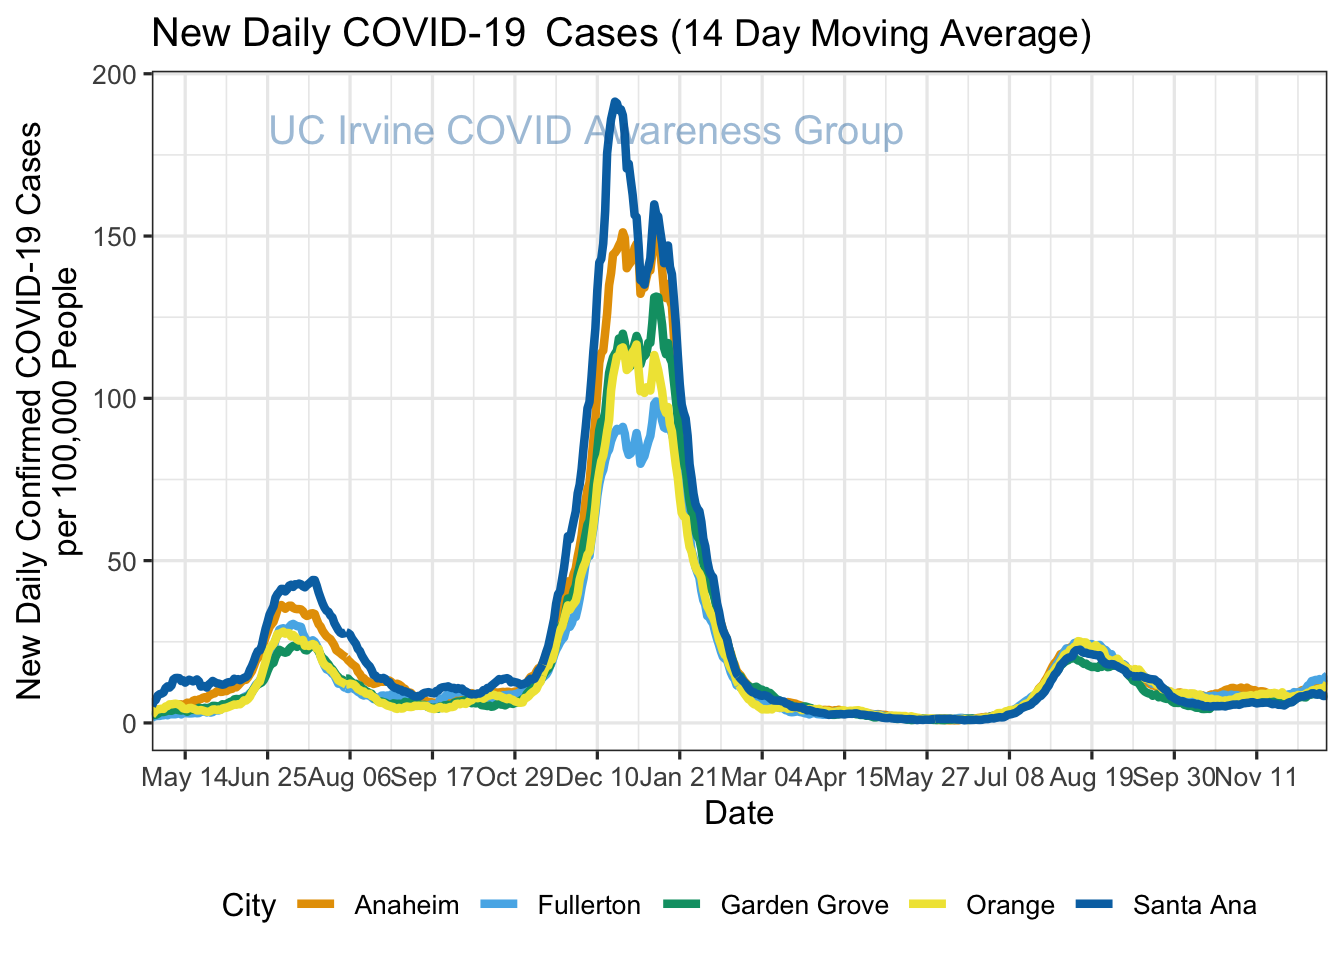 New Daily COVID-19 Cases (14 Day Moving Average)
UC Irvine COVID Awareness Group
New Daily Confirmed COVID-19 Cases
per 100,000 People
200
150
100
50
0
May 14 Jun 25 Aug 06 Sep 17 Oct 29 Dec 10 Jan 21 Mar 04 Apr 15 May 27 Jul 08 Aug 19 Sep 30 Nov 11
Date
City Anaheim Fullerton Garden Grove Orange Santa Ana